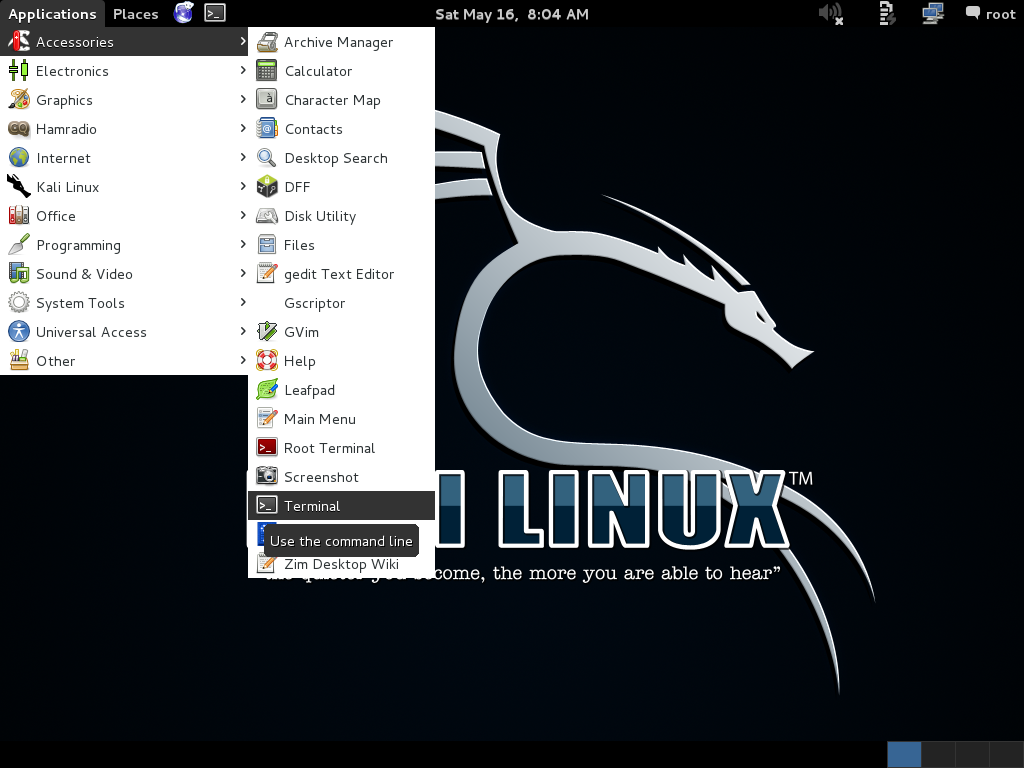 Applications Places Sat May 16, 8:04 AM root
Accessories
Electronics
Graphics
Hamradio
Internet
Kali Linux
Office
Programming
Sound & Video
System Tools
Universal Access
Other
Archive Manager
Calculator
Character Map
Contacts
Desktop Search
DFF
Disk Utility
Files
gedit Text Editor
Gscriptor
GVim
Help
Leafpad
Main Menu
Root Terminal
Screenshot
Terminal
Use the command line
Zim Desktop Wiki
I LINUX™
become, the more you are able to hear”